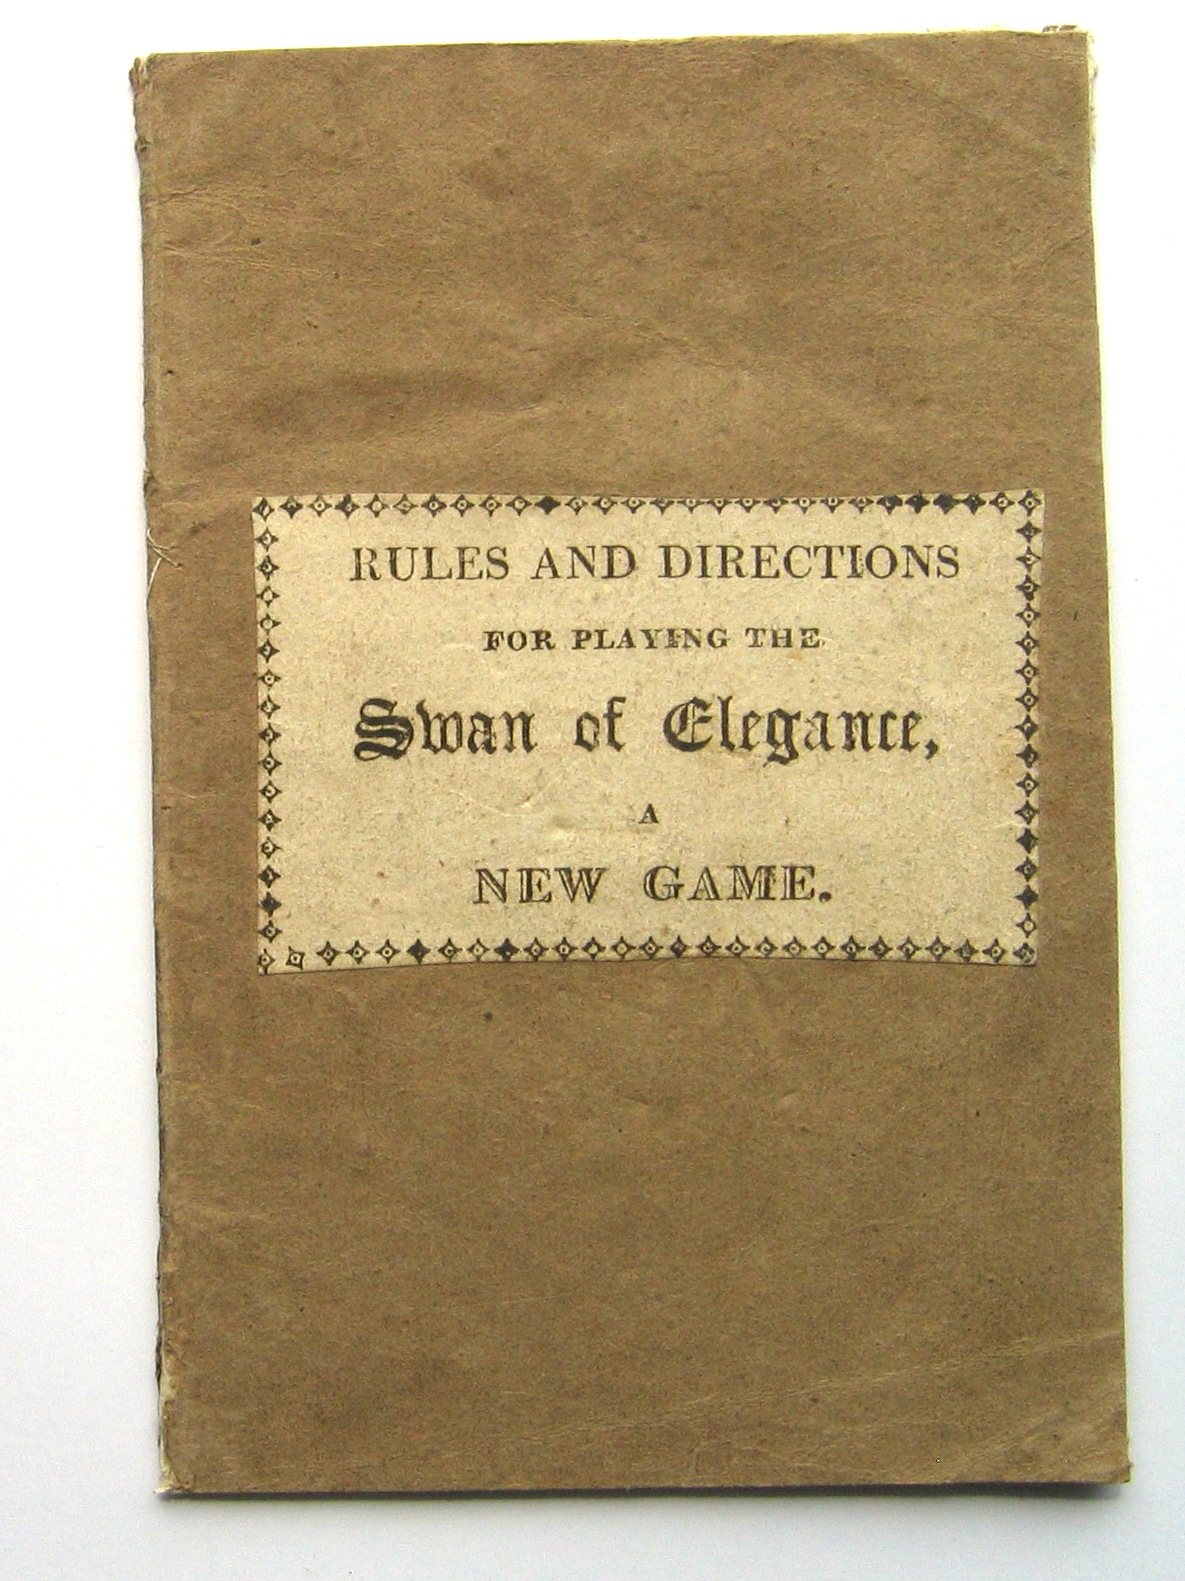 RULES AND DIRECTIONS
FOR PLAYING THE
Swan of Elegance,
A
NEW GAME.